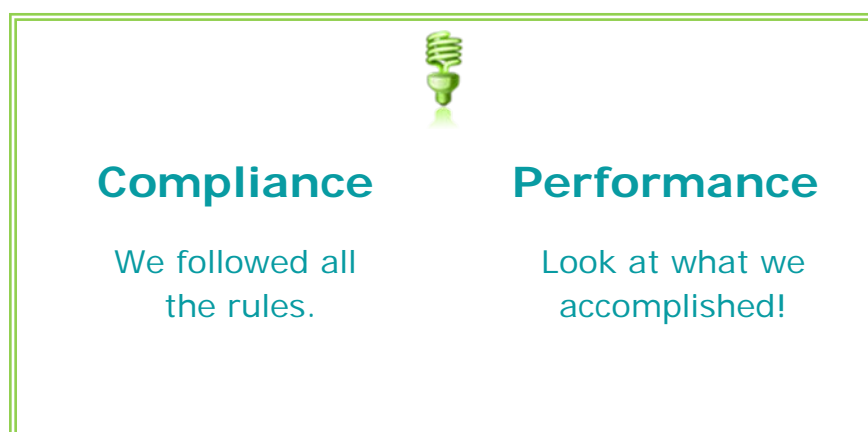 Compliance
We followed all
the rules.
Performance
Look at what we
accomplished!